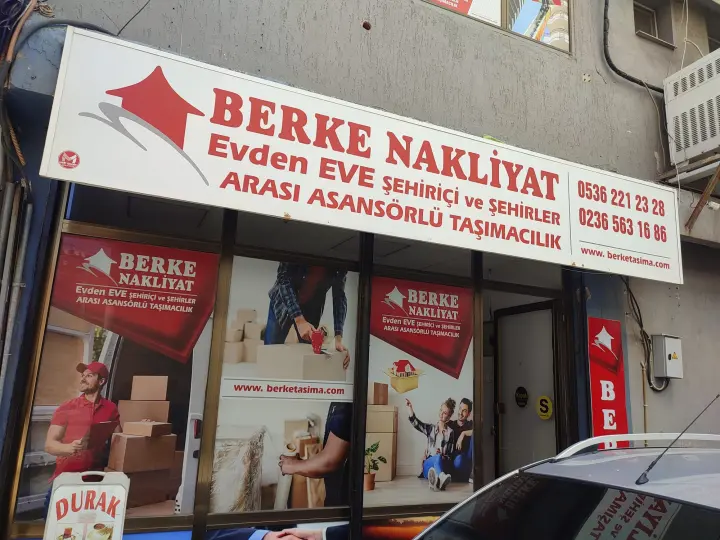 BERKE NAKLİYAT
Evden EVE ŞEHİRİÇİ ve ŞEHİRLER
ARASI ASANSÖRLÜ TAŞIMACILIK
0536 221 23 28
0236 563 16 86
www. berketasima.com
BERKE
NAKLİYAT
Evden EVE ŞEHİRİÇİ ve ŞEHİRLER
ARASI ASANSÖRLÜ TAŞIMACILIK
www. berketasima.com
BERKE
NAKLİYAT
Evden EVE ŞEHİRİÇİ ve ŞEHİRLER
ARASI ASANSÖRLÜ TAŞIMACILIK
S
BER
DURAK